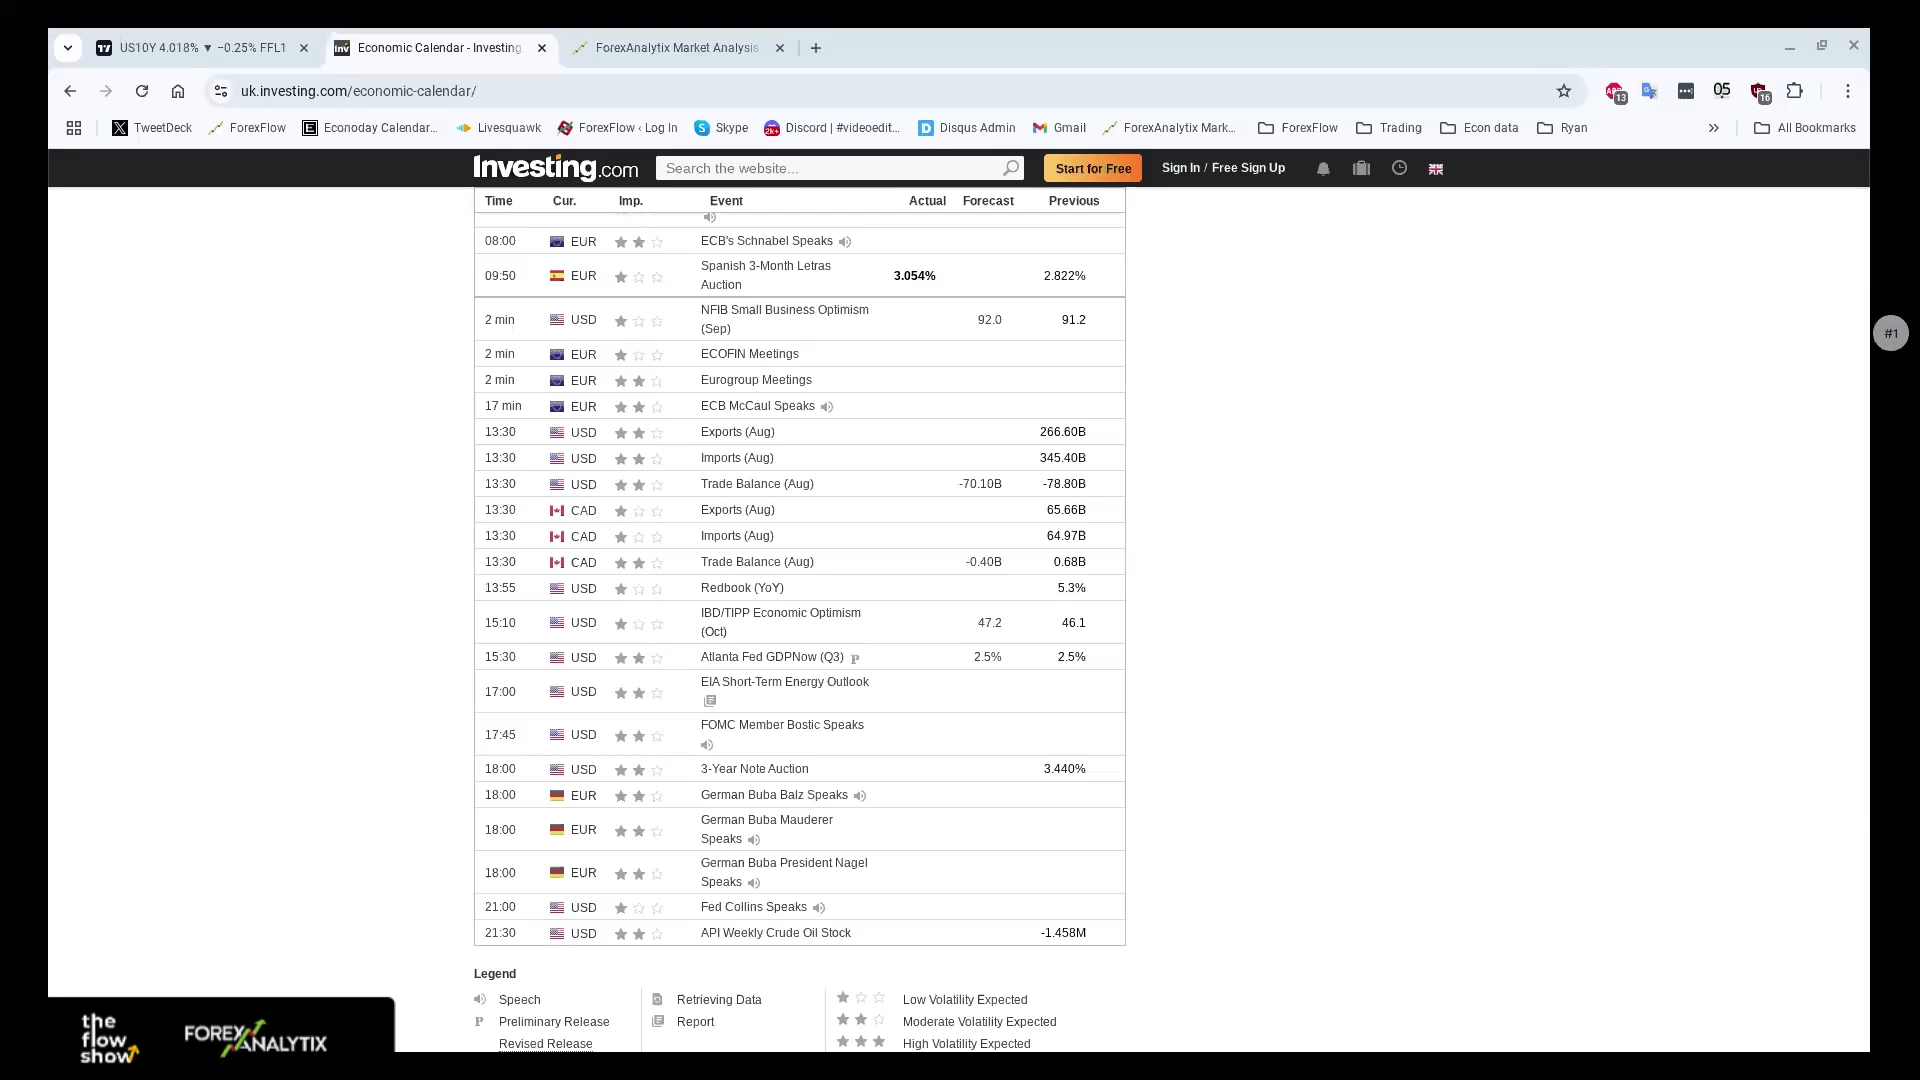 US10Y 4.018% ▼ −0.25% FFL1
Economic Calendar - Investing
ForexAnalytix Market Analysis
uk.investing.com/economic-calendar/
13
05
16
TweetDeck
ForexFlow
Econoday Calendar...
Livesquawk
ForexFlow ‹ Log In
Skype
Discord | #videoedit...
Disqus Admin
Gmail
ForexAnalytix Mark...
ForexFlow
Trading
Econ data
Ryan
All Bookmarks
Investing.com
Search the website...
Start for Free
Sign In / Free Sign Up
Time Cur. Imp. Event Actual Forecast Previous
08:00 EUR ECB's Schnabel Speaks
09:50 EUR Spanish 3-Month Letras 3.054% 2.822%
Auction
2 min USD NFIB Small Business Optimism 92.0 91.2
(Sep)
2 min EUR ECOFIN Meetings
2 min EUR Eurogroup Meetings
17 min EUR ECB McCaul Speaks
13:30 USD Exports (Aug) 266.60B
13:30 USD Imports (Aug) 345.40B
13:30 USD Trade Balance (Aug) -70.10B -78.80B
13:30 CAD Exports (Aug) 65.66B
13:30 CAD Imports (Aug) 64.97B
13:30 CAD Trade Balance (Aug) -0.40B 0.68B
13:55 USD Redbook (YoY) 5.3%
15:10 USD IBD/TIPP Economic Optimism 47.2 46.1
(Oct)
15:30 USD Atlanta Fed GDPNow (Q3) P 2.5% 2.5%
17:00 USD EIA Short-Term Energy Outlook
17:45 USD FOMC Member Bostic Speaks
18:00 USD 3-Year Note Auction 3.440%
18:00 EUR German Buba Balz Speaks
18:00 EUR German Buba Mauderer
Speaks
18:00 EUR German Buba President Nagel
Speaks
21:00 USD Fed Collins Speaks
21:30 USD API Weekly Crude Oil Stock -1.458M
#1
Legend
Speech Retrieving Data Low Volatility Expected
P Preliminary Release Report Moderate Volatility Expected
Revised Release High Volatility Expected
the
flow
show
FOREX ANALYTIX